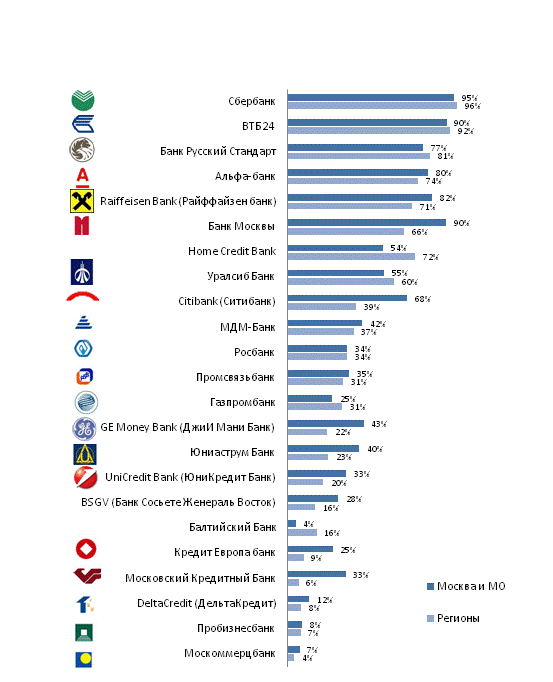 Сбербанк 95%
96%
ВТБ24 90%
92%
Банк Русский Стандарт 77%
81%
Альфа-банк 80%
74%
Raiffeisen Bank (Райффайзен банк) 82%
71%
Банк Москвы 90%
66%
Home Credit Bank 54%
72%
Уралсиб Банк 55%
60%
Citibank (Ситибанк) 68%
39%
МДМ-Банк 42%
37%
Росбанк 34%
34%
Промсвязьбанк 35%
31%
Газпромбанк 25%
31%
GE Money Bank (ДжиИ Мани Банк) 43%
22%
Юниаструм Банк 40%
23%
UniCredit Bank (ЮниКредит Банк) 33%
20%
BSGV (Банк Сосьете Женераль Восток) 28%
16%
Балтийский Банк 4%
16%
Кредит Европа банк 25%
9%
Московский Кредитный Банк 33%
6%
DeltaCredit (ДельтаКредит) 12%
8%
Пробизнесбанк 8%
7%
Москоммерцбанк 7%
4%
Москва и МО
Регионы